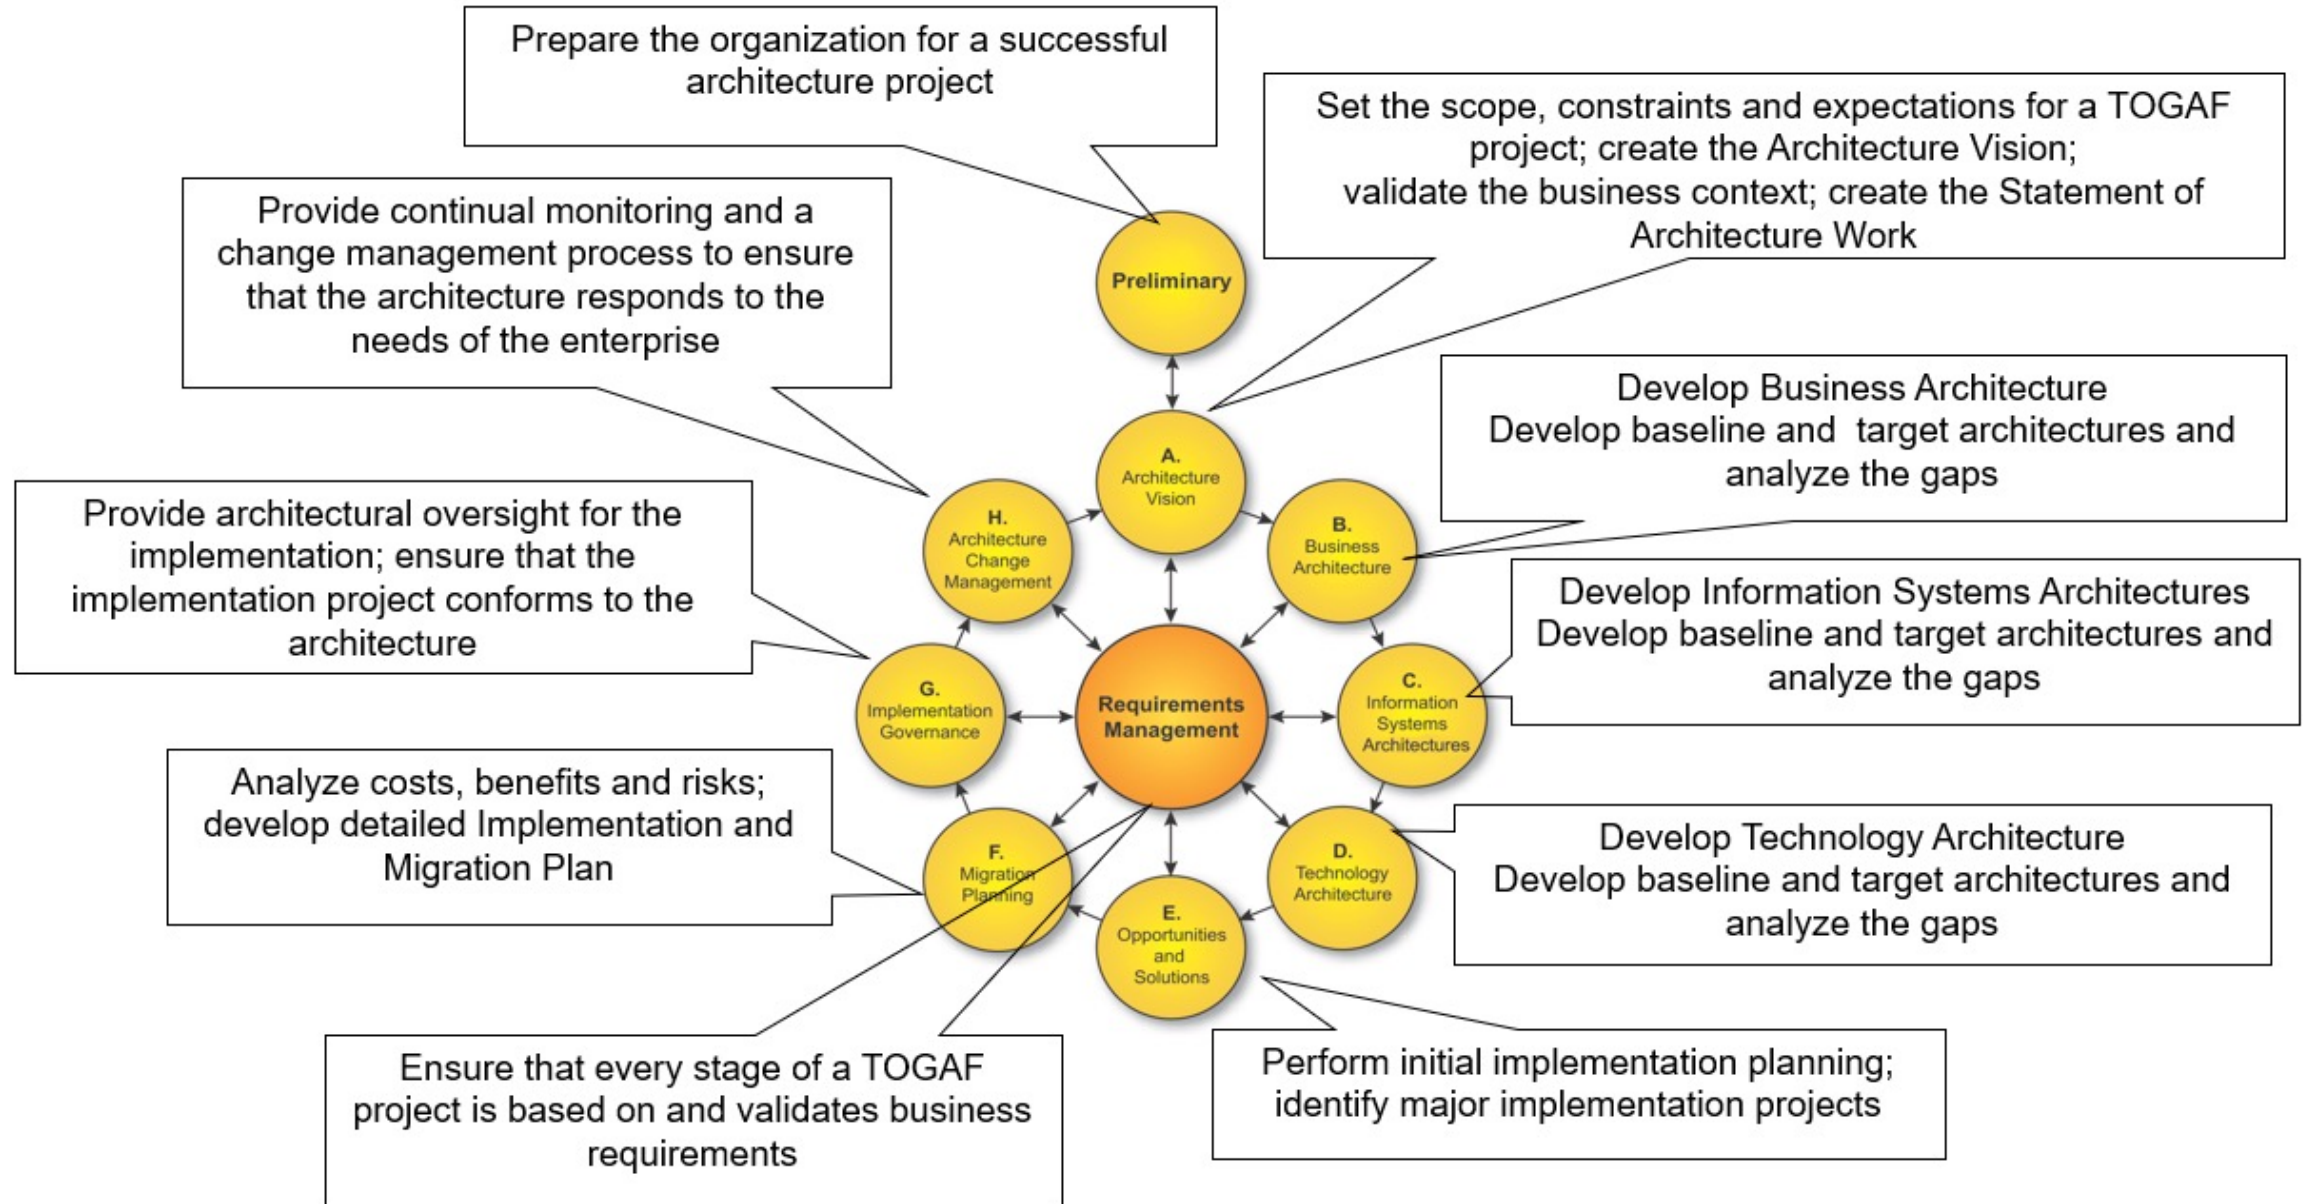 Prepare the organization for a successful
architecture project
Set the scope, constraints and expectations for a TOGAF
project; create the Architecture Vision;
validate the business context; create the Statement of
Architecture Work
Provide continual monitoring and a
change management process to ensure
that the architecture responds to the
needs of the enterprise
Preliminary
Develop Business Architecture
Develop baseline and  target architectures and
analyze the gaps
A.
Architecture
Vision
H.
Architecture
Change
Management
B.
Business
Architecture
Provide architectural oversight for the
implementation; ensure that the
implementation project conforms to the
architecture
Develop Information Systems Architectures
Develop baseline and target architectures and
analyze the gaps
G.
Implementation
Governance
Requirements
Management
C.
Information
Systems
Architectures
Analyze costs, benefits and risks;
develop detailed Implementation and
Migration Plan
F.
Migration
Planning
D.
Technology
Architecture
Develop Technology Architecture
Develop baseline and target architectures and
analyze the gaps
E.
Opportunities
and
Solutions
Ensure that every stage of a TOGAF
project is based on and validates business
requirements
Perform initial implementation planning;
identify major implementation projects